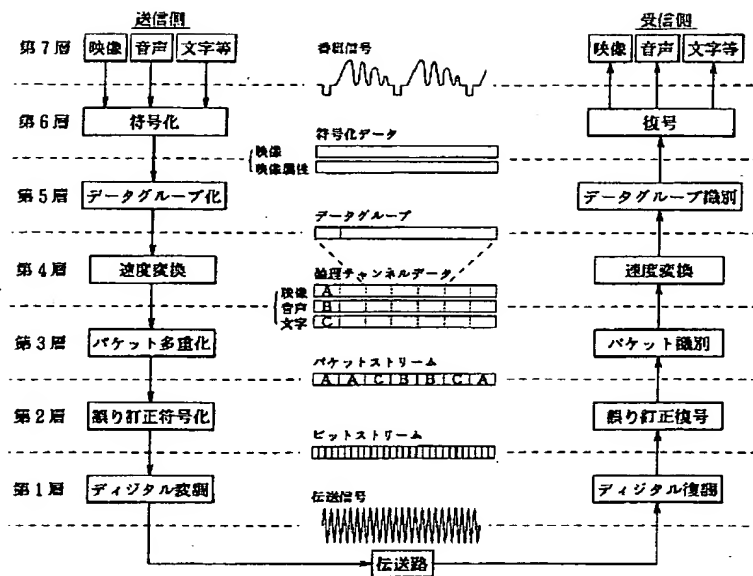 送信側
受信側
第7層
映像 音声 文字等
番組信号
映像 音声 文字等
第6層
符号化
符号化データ
復号
映像
映像属性
第5層
データグループ化
データグループ識別
データグループ
第4層
速度変換
論理チャンネルデータ
速度変換
映像 A
音声 B
文字 C
第3層
パケット多重化
パケット識別
パケットストリーム
A A C B B C A
第2層
誤り訂正符号化
誤り訂正復号
ビットストリーム
第1層
ディジタル変調
ディジタル復調
伝送信号
伝送路